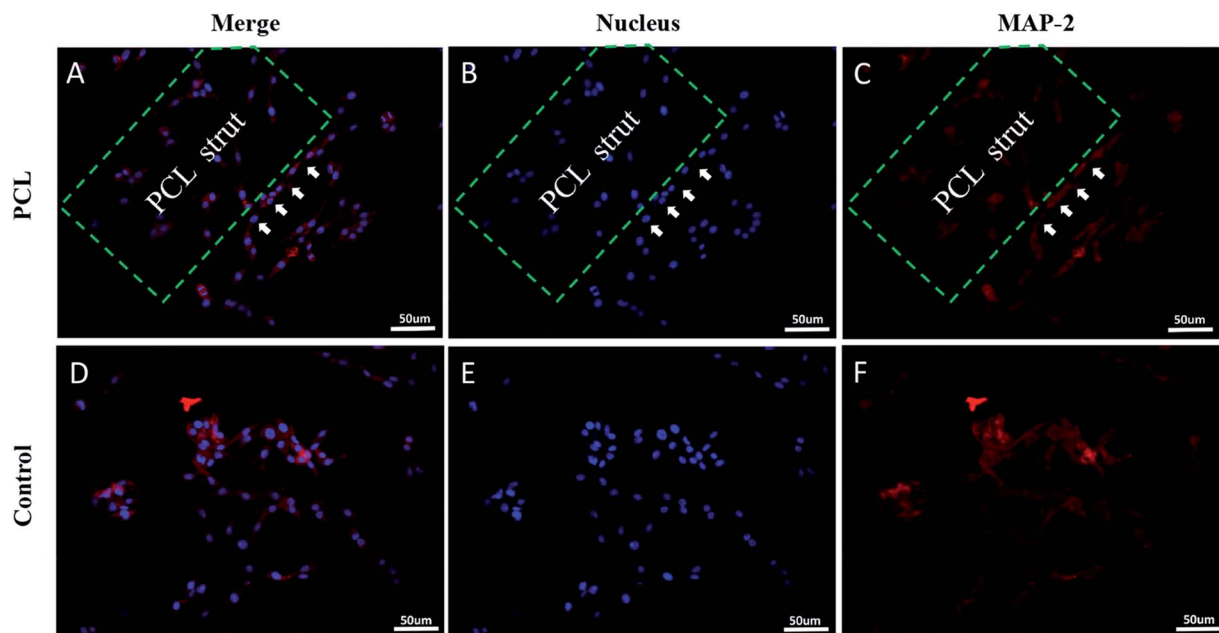 Merge Nucleus MAP-2
PCL
A
PCL strut
50um
B
PCL strut
50um
C
PCL strut
50um
Control
D
50um
E
50um
F
50um